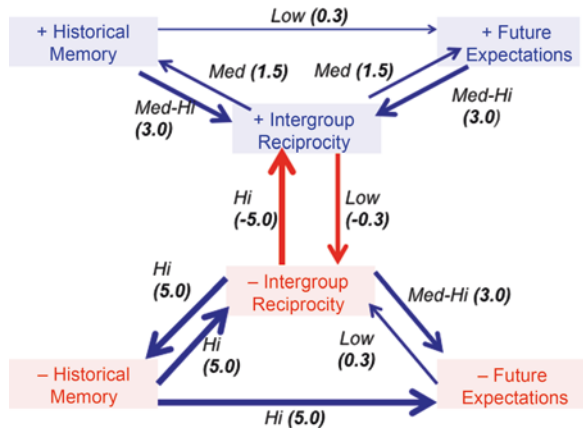 Low (0.3)
+ Historical
Memory
+ Future
Expectations
Med (1.5)
Med (1.5)
Med-Hi
(3.0)
Med-Hi
(3.0)
+ Intergroup
Reciprocity
Hi
(-5.0)
Low
(-0.3)
Hi
(5.0)
– Intergroup
Reciprocity
Med-Hi (3.0)
Hi
(5.0)
Low
(0.3)
– Historical
Memory
– Future
Expectations
Hi (5.0)